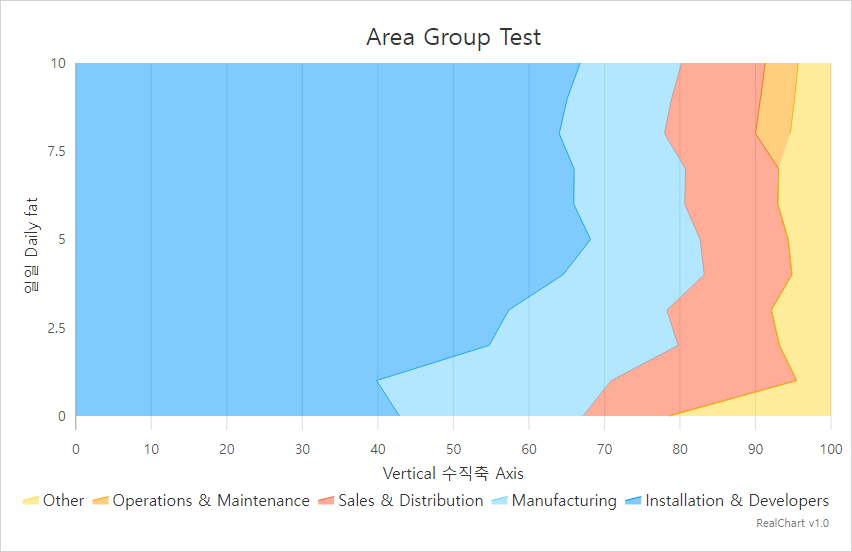 Area Group Test
10
7.5
5
2.5
0
일일 Daily fat
0 10 20 30 40 50 60 70 80 90 100
Vertical 수직축 Axis
Other Operations & Maintenance Sales & Distribution Manufacturing Installation & Developers
RealChart v1.0